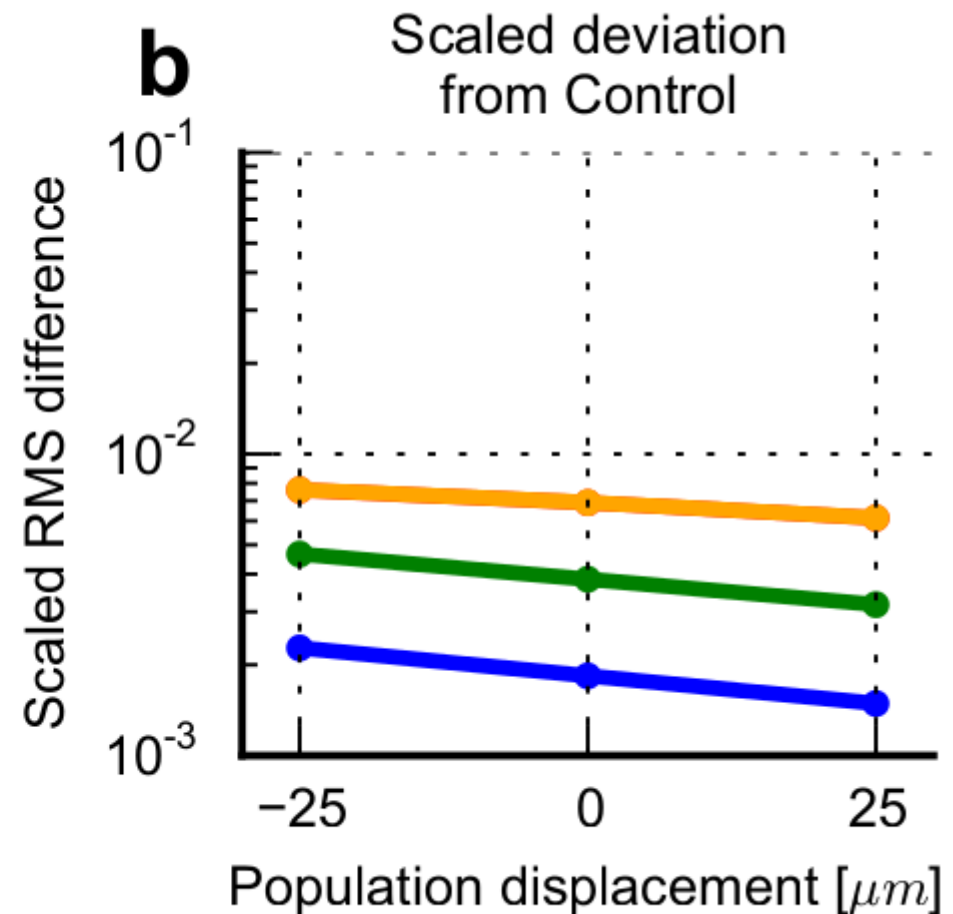 b
Scaled deviation
from Control
Scaled RMS difference
10⁻¹
10⁻²
10⁻³
−25 0 25
Population displacement [μm]